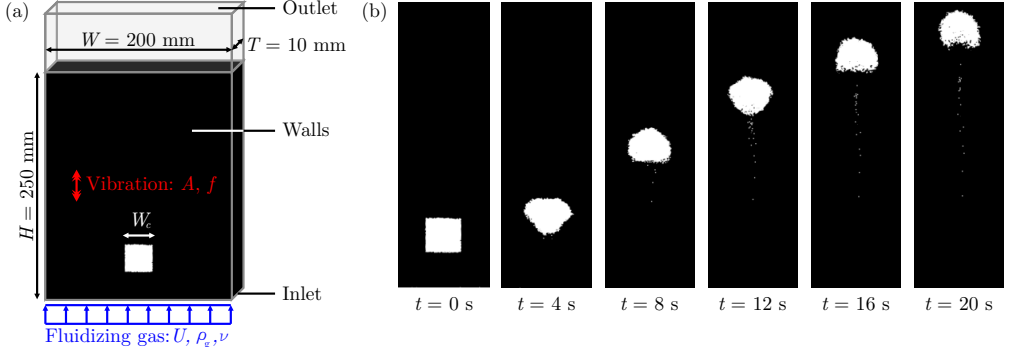 (a)
Outlet
W = 200 mm
T = 10 mm
Walls
H = 250 mm
Vibration: A, f
W_c
Inlet
Fluidizing gas: U, ρ_g, ν
(b)
t = 0 s
t = 4 s
t = 8 s
t = 12 s
t = 16 s
t = 20 s